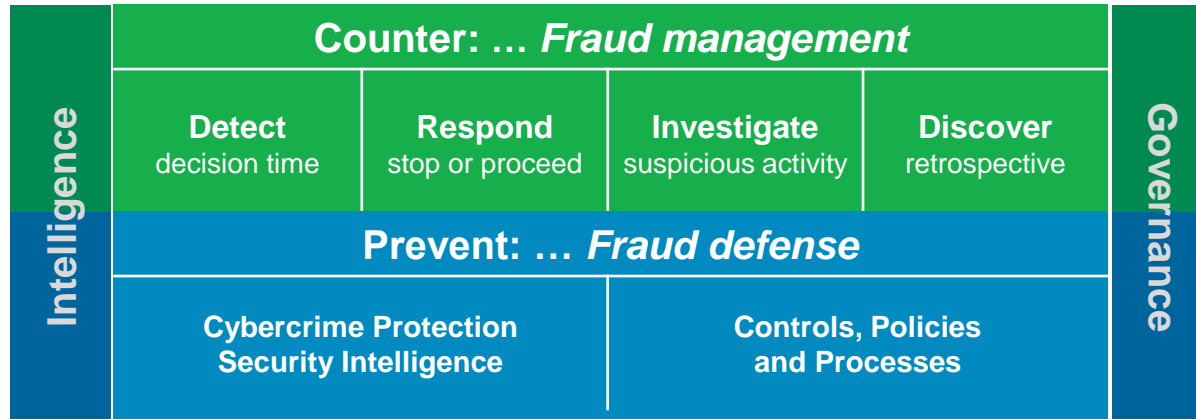 Intelligence
Counter: … Fraud management
Detect
decision time
Respond
stop or proceed
Investigate
suspicious activity
Discover
retrospective
Prevent: … Fraud defense
Cybercrime Protection
Security Intelligence
Controls, Policies
and Processes
Governance